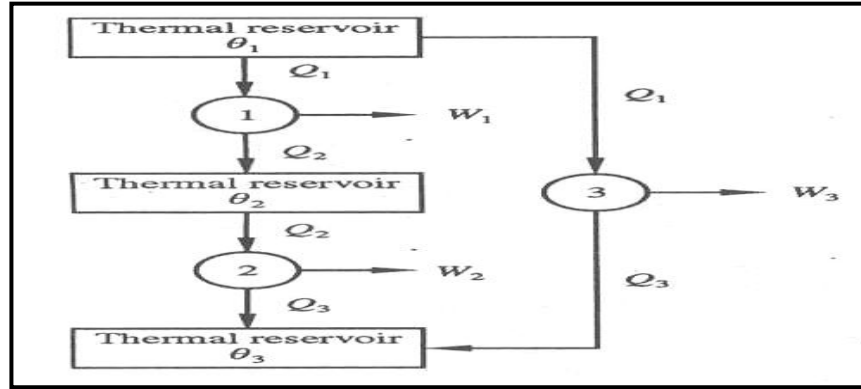 Thermal reservoir
θ₁
Q₁
1
W₁
Q₂
Thermal reservoir
θ₂
Q₂
2
W₂
Q₃
Thermal reservoir
θ₃
Q₁
3
W₃
Q₃